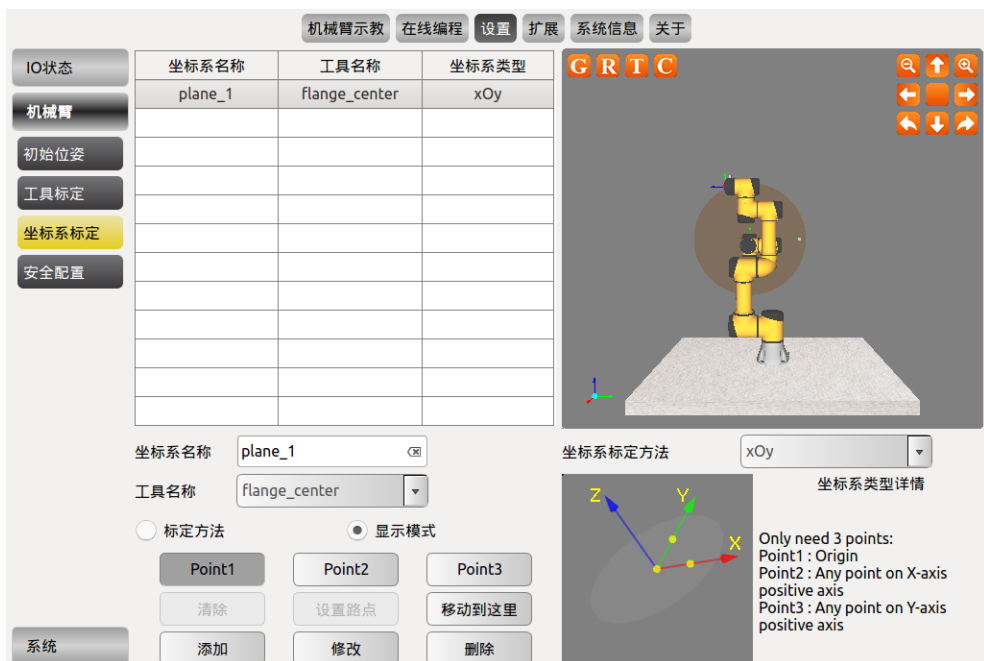 机械臂示教 在线编程 设置 扩展 系统信息 关于
IO状态
机械臂
初始位姿
工具标定
坐标系标定
安全配置
系统
坐标系名称 工具名称 坐标系类型
plane_1 flange_center xOy
G R T C
坐标系名称 plane_1
工具名称 flange_center
标定方法 显示模式
Point1 Point2 Point3
清除 设置路点 移动到这里
添加 修改 删除
坐标系标定方法 xOy
Z Y X
坐标系类型详情
Only need 3 points:
Point1 : Origin
Point2 : Any point on X-axis
positive axis
Point3 : Any point on Y-axis
positive axis